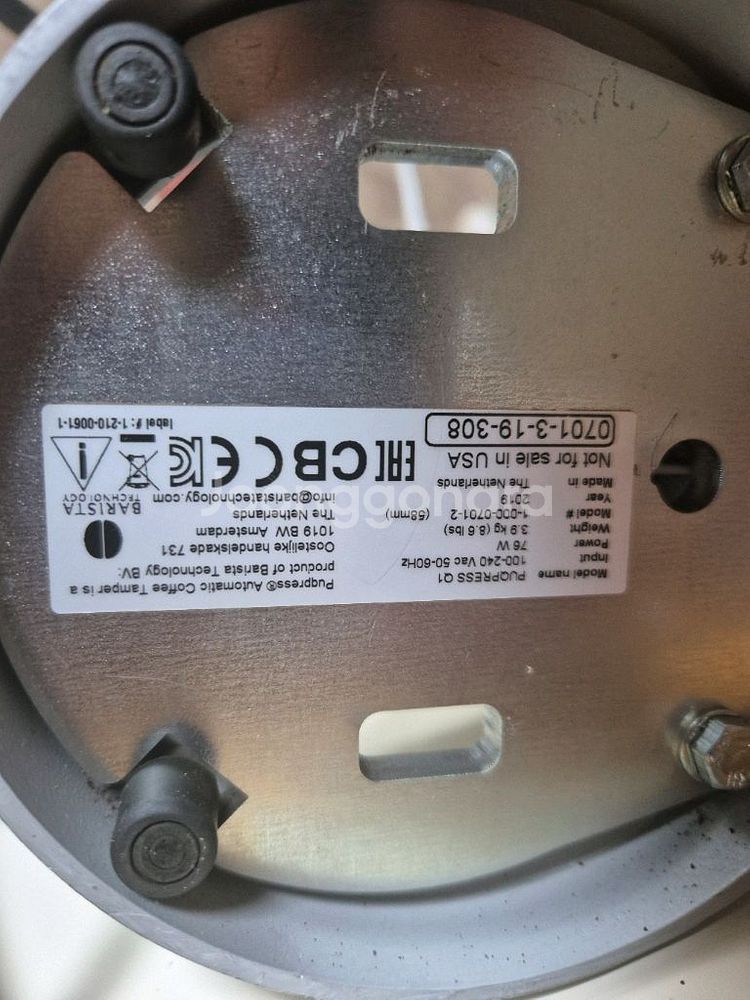 Model name PUQPRESS Q1
Input 100-240 Vac 50-60Hz
Power 76 W
Weight 3.9 kg (8.6 lbs)
Model # 1-000-0701-2 (58mm)
Year 2019
Made in The Netherlands
Not for sale in USA
0701-3-19-308
Puqpress® Automatic Coffee Tamper is a
product of Barista Technology BV:
Oostelijke handelskade 731
1019 BW Amsterdam
The Netherlands
info@baristatechnology.com
BARISTA
TECHNOLOGY
EAC CB CE
label #: 1-210-0061-1